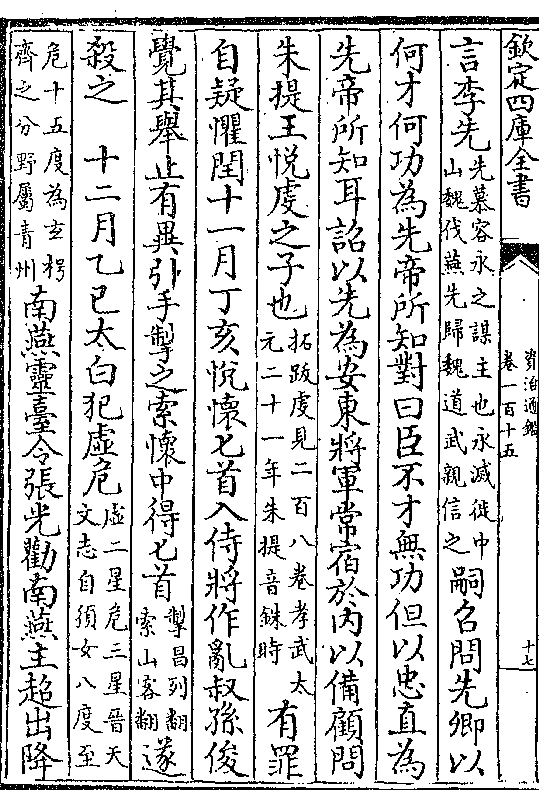 欽定四庫全書
資治通鑑
卷一百十五
十七
言李先先慕容永之謀主也永滅徙中山魏伐燕先歸魏道武親信之嗣召問先卿以
何才何功為先帝所知對曰臣不才無功但以忠直為
先帝所知耳詔以先為安東將軍常宿於內以備顧問
朱提王悅䖍之子也拓跋䖍見二百八卷孝武太元二十一年朱提音銖時有罪
自疑懼閏十一月丁亥悅懷匕首入侍將作亂叔孫俊
覺其舉止有異引手掣之索懷中得匕首掣昌列翻索山客翻遂
殺之　十二月乙巳太白犯虛危虛二星危三星晉天文志自須女八度至
危十五度為玄枵齊之分野屬青州南燕靈臺令張光勸南燕主超出降